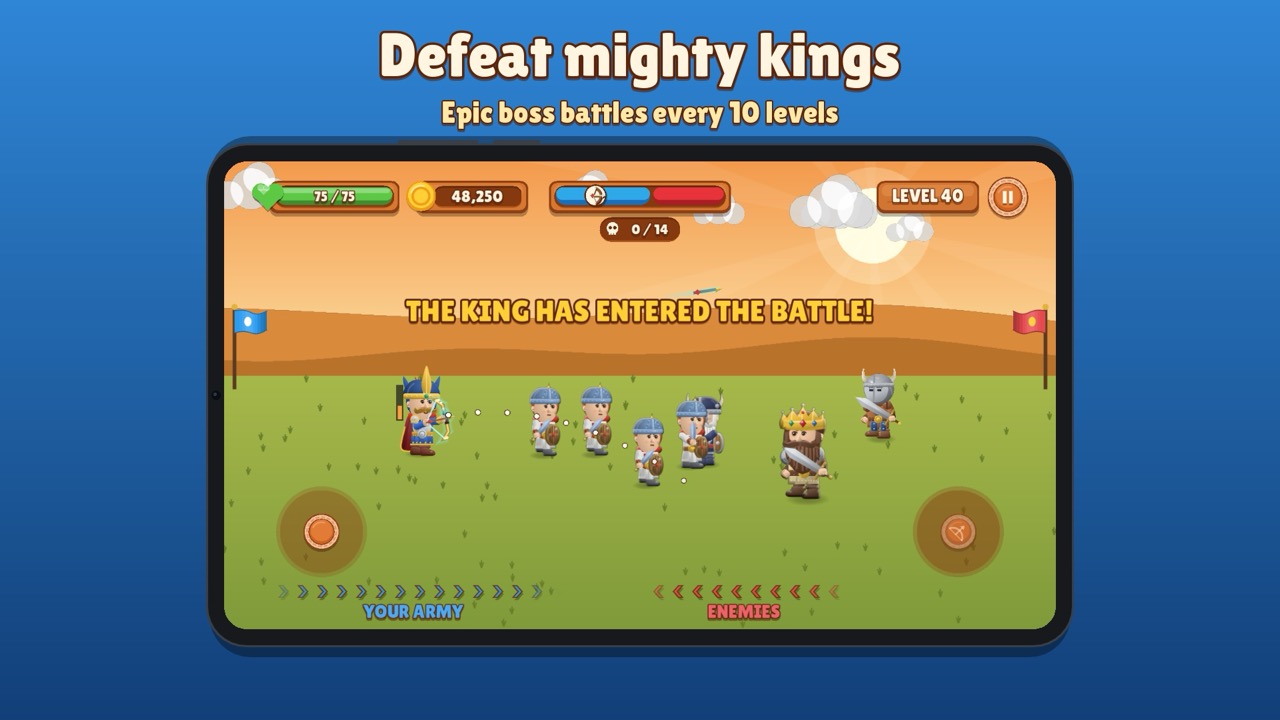 Defeat mighty kings
Epic boss battles every 10 levels
75 / 75
48,250
LEVEL 40
0 / 14
THE KING HAS ENTERED THE BATTLE!
YOUR ARMY
ENEMIES